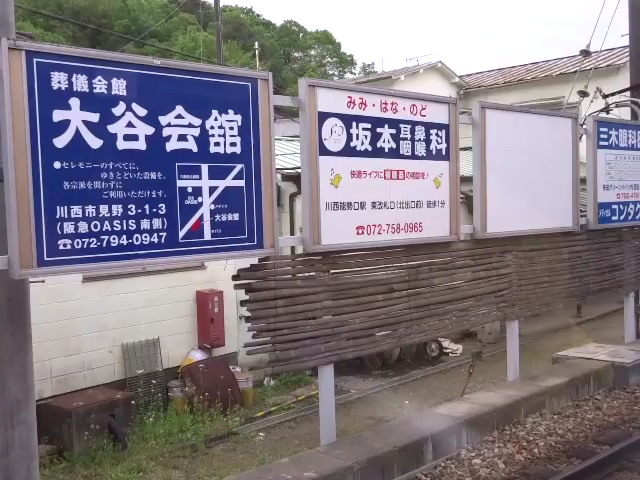 葬儀会館
大谷会館
●セレモニーのすべてに、
ゆきとどいた設備を。
各宗派を問わずに
ご利用いただけます。
川西市見野3-1-3
(阪急OASIS 南側)
☎072-794-0947
大谷会館
みみ・はな・のど
坂本耳鼻咽喉科
快適ライフに補聴器の相談を!
川西能勢口駅 東改札口(北出口前) 徒歩1分
☎072-758-0965
三木眼科
コンタク